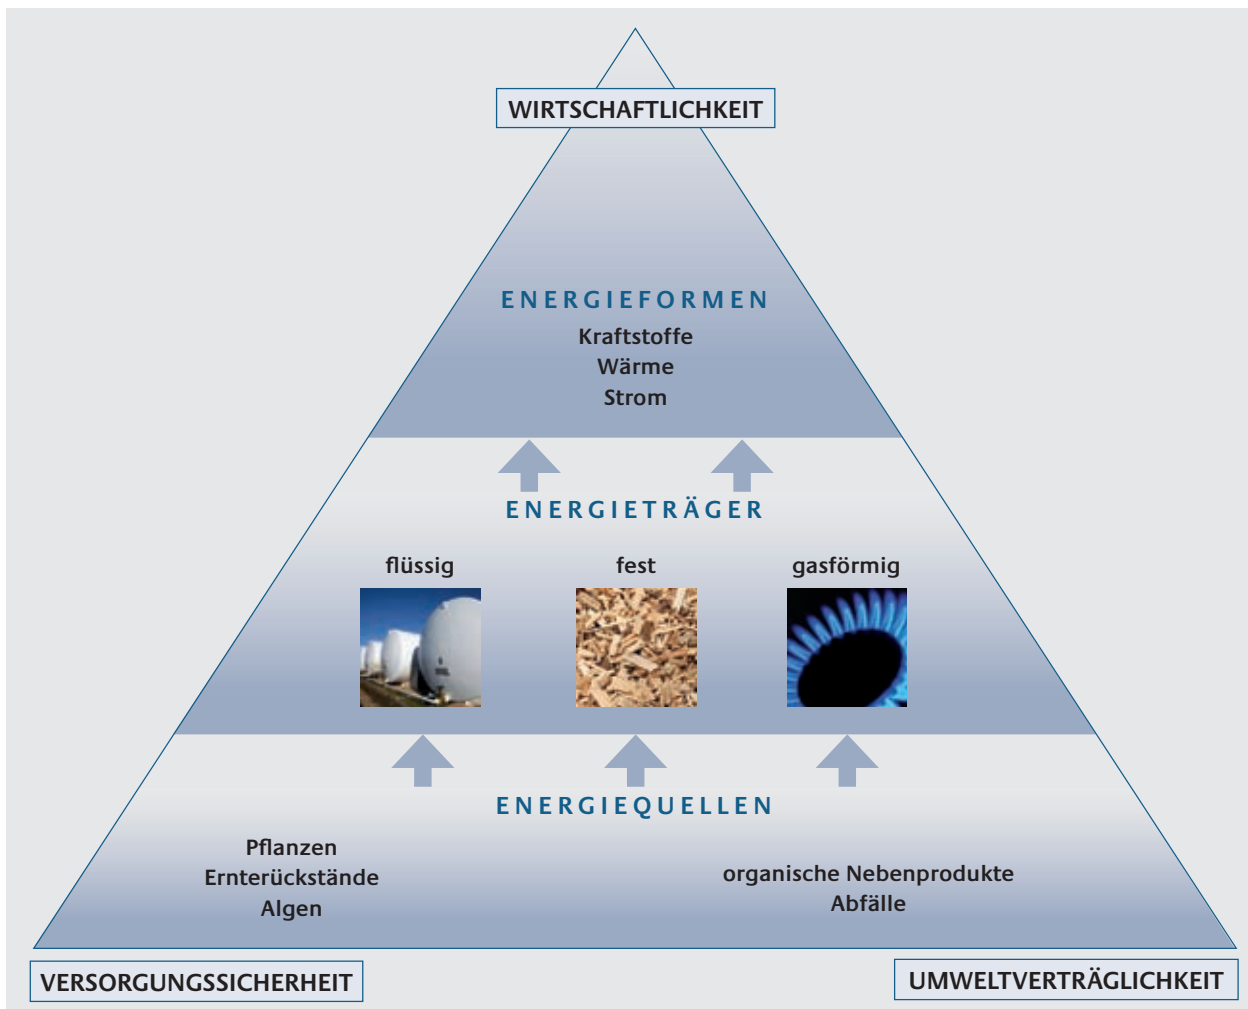 WIRTSCHAFTLICHKEIT
ENERGIEFORMEN
Kraftstoffe
Wärme
Strom
ENERGIETRÄGER
flüssig
fest
gasförmig
ENERGIEQUELLEN
Pflanzen
Ernterückstände
Algen
organische Nebenprodukte
Abfälle
VERSORGUNGSSICHERHEIT
UMWELTVERTRÄGLICHKEIT